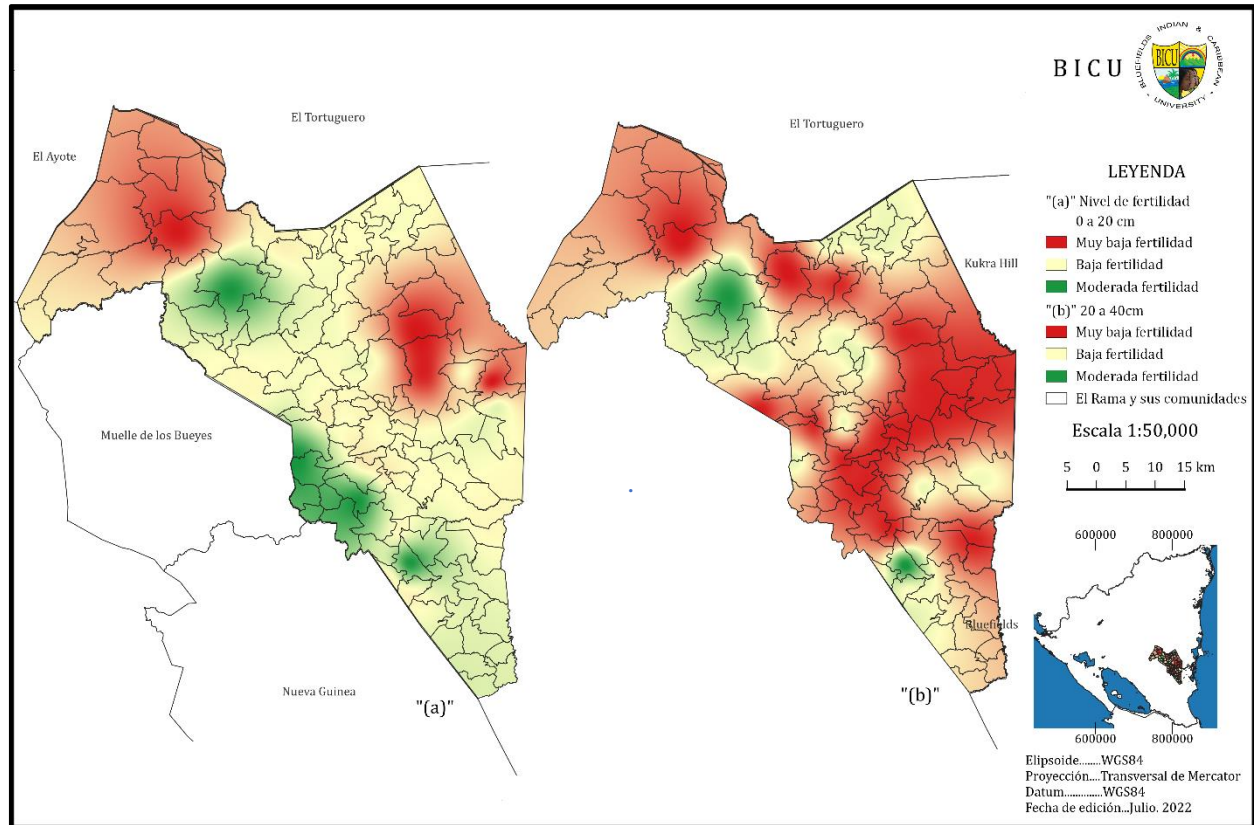 BICU
BLUEFIELDS INDIAN & CARIBBEAN
BICU
UNIVERSITY
El Tortuguero
El Ayote
Muelle de los Bueyes
Nueva Guinea
"(a)"
El Tortuguero
Kukra Hill
Bluefields
"(b)"
LEYENDA
"(a)" Nivel de fertilidad
0 a 20 cm
Muy baja fertilidad
Baja fertilidad
Moderada fertilidad
"(b)" 20 a 40cm
Muy baja fertilidad
Baja fertilidad
Moderada fertilidad
El Rama y sus comunidades
Escala 1:50,000
5 0 5 10 15 km
600000 800000
600000 800000
Elipsoide.......WGS84
Proyección....Transversal de Mercator
Datum..............WGS84
Fecha de edición...Julio. 2022